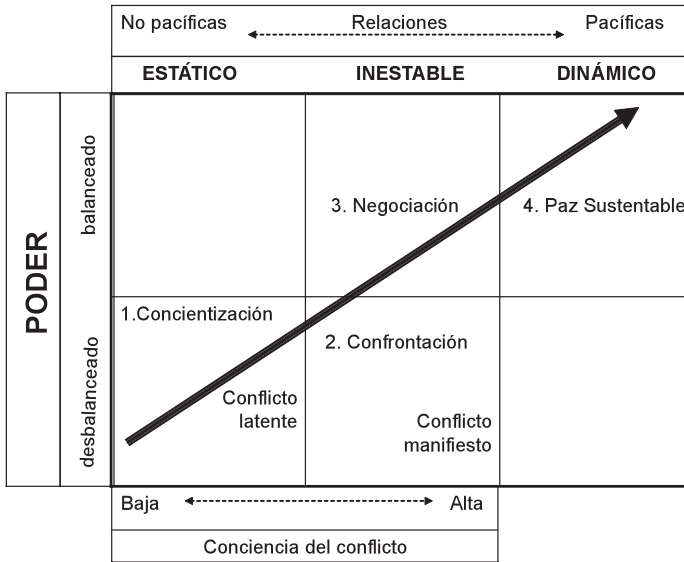 No pacíficas Relaciones Pacíficas
ESTÁTICO INESTABLE DINÁMICO
PODER
balanceado
desbalanceado
3. Negociación 4. Paz Sustentable
1.Concientización
2. Confrontación
Conflicto
latente
Conflicto
manifiesto
Baja Alta
Conciencia del conflicto